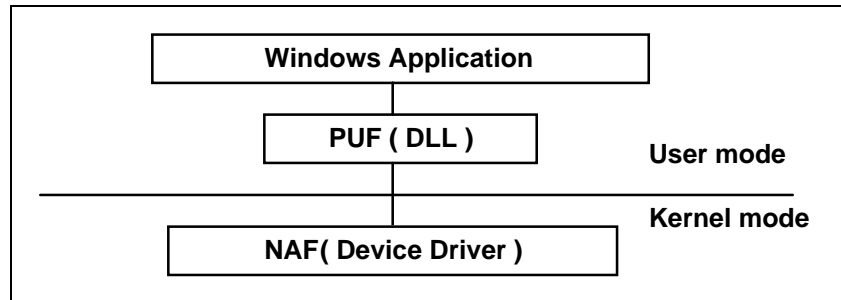 Windows Application
PUF ( DLL )
User mode
Kernel mode
NAF( Device Driver )